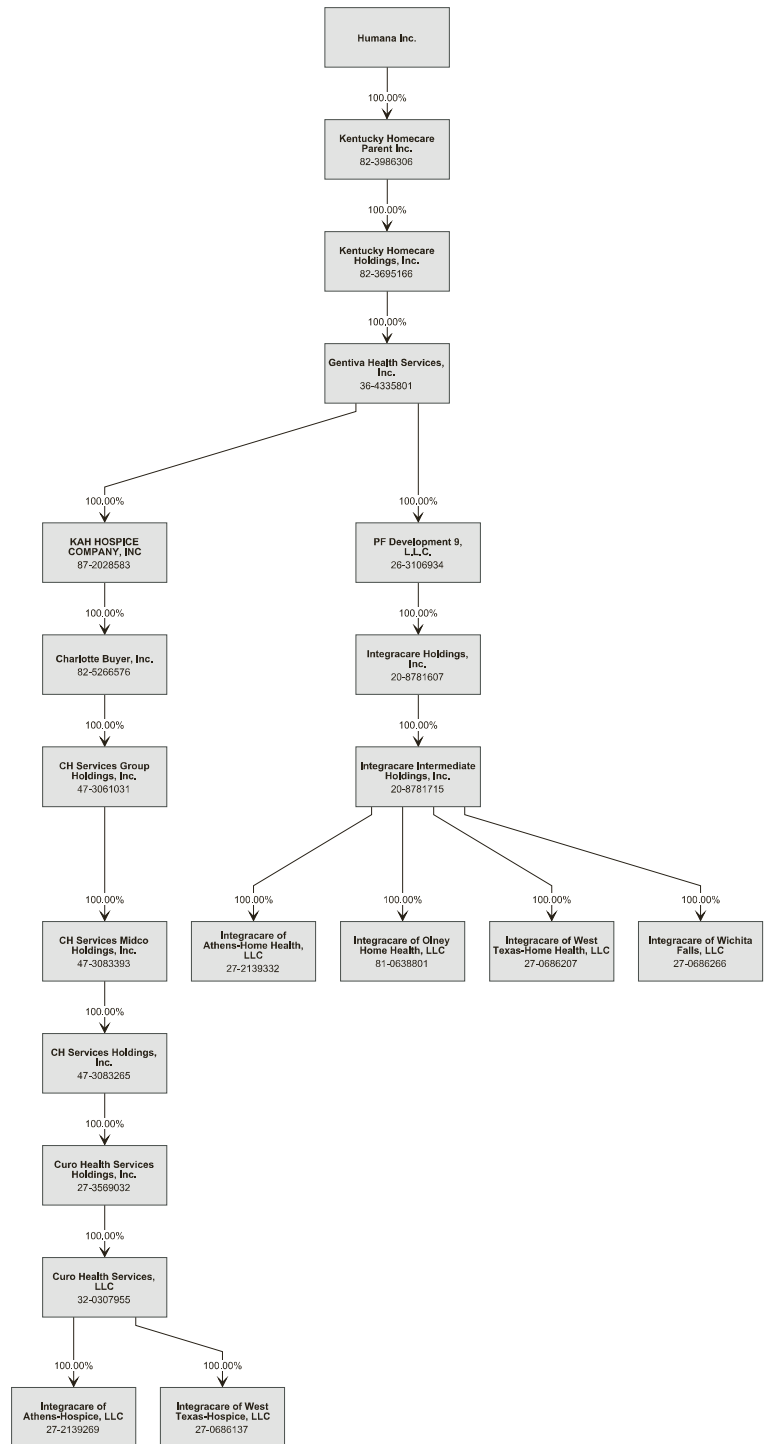 Humana Inc.
100.00%
Kentucky Homecare
Parent Inc.
82-3986306
100.00%
Kentucky Homecare
Holdings, Inc.
82-3695166
100.00%
Gentiva Health Services,
Inc.
36-4335801
100.00%
100.00%
KAH HOSPICE
COMPANY, INC
87-2028583
PF Development 9,
L.L.C.
26-3106934
100.00%
100.00%
Charlotte Buyer, Inc.
82-5266576
Integracare Holdings,
Inc.
20-8781607
100.00%
100.00%
CH Services Group
Holdings, Inc.
47-3061031
Integracare Intermediate
Holdings, Inc.
20-8781715
100.00%
100.00%
100.00%
100.00%
100.00%
CH Services Midco
Holdings, Inc.
47-3083393
Integracare of
Athens-Home Health,
LLC
27-2139332
Integracare of Olney
Home Health, LLC
81-0638801
Integracare of West
Texas-Home Health, LLC
27-0686207
Integracare of Wichita
Falls, LLC
27-0686266
100.00%
CH Services Holdings,
Inc.
47-3083265
100.00%
Curo Health Services
Holdings, Inc.
27-3569032
100.00%
Curo Health Services,
LLC
32-0307955
100.00%
100.00%
Integracare of
Athens-Hospice, LLC
27-2139269
Integracare of West
Texas-Hospice, LLC
27-0686137